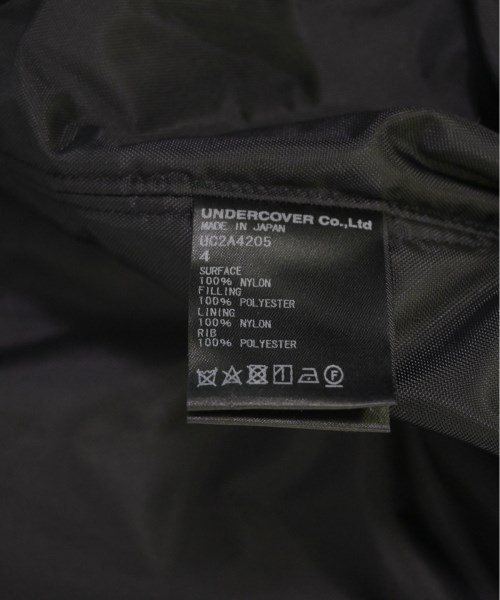 UNDERCOVER Co.,Ltd
MADE IN JAPAN
UC2A4205
4
SURFACE
100% NYLON
FILLING
100% POLYESTER
LINING
100% NYLON
RIB
100% POLYESTER
F